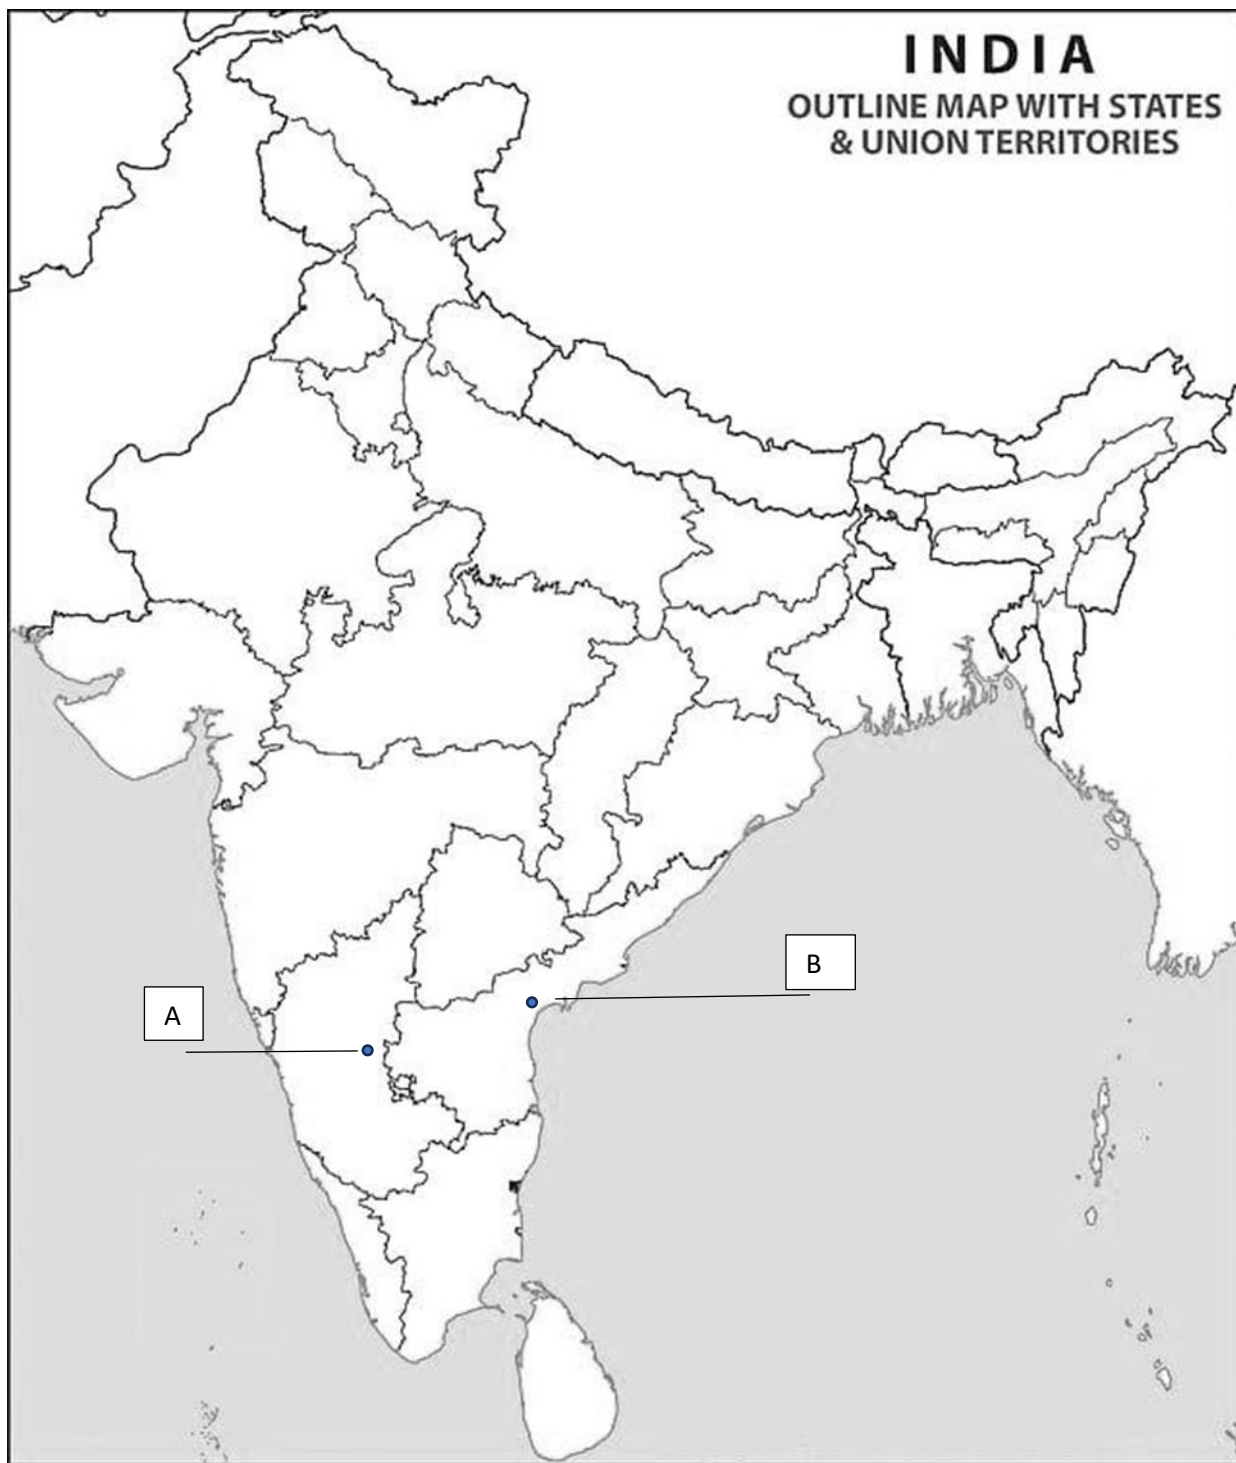 INDIA
OUTLINE MAP WITH STATES
& UNION TERRITORIES
B
A